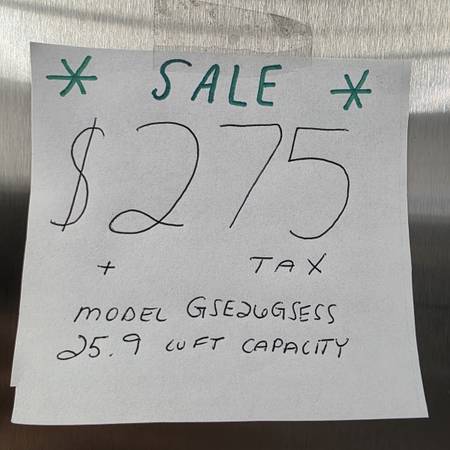 * SALE *
$275
+ TAX
MODEL GSE26GSESS
25.9 CUFT CAPACITY